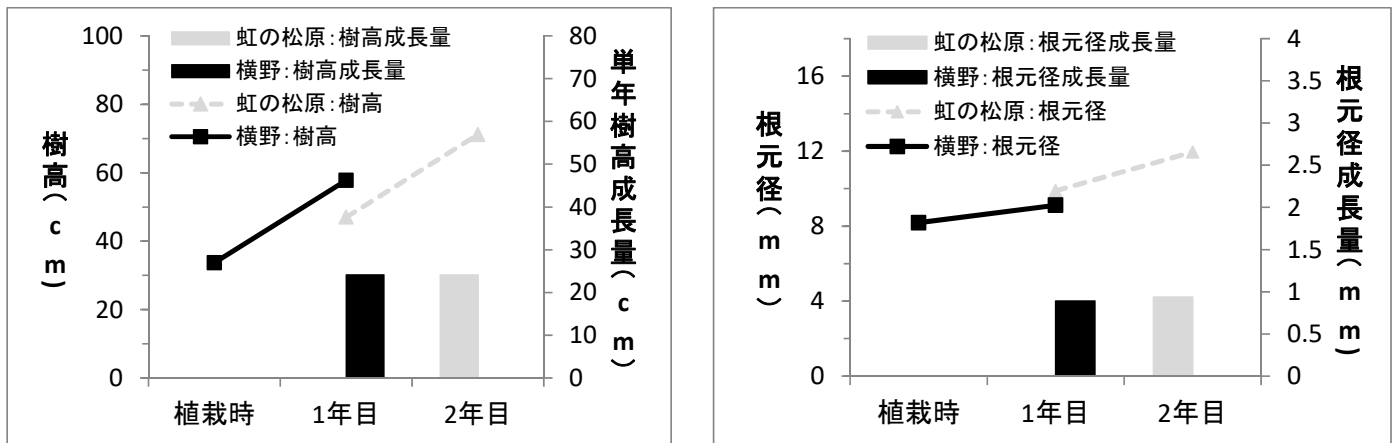 100
80
60
40
20
0
樹高(cm)
虹の松原：樹高成長量
横野：樹高成長量
虹の松原：樹高
横野：樹高
80
70
60
50
40
30
20
10
0
単年樹高成長量(cm)
植栽時
1年目
2年目
16
12
8
4
0
根元径(mm)
虹の松原：根元径成長量
横野：根元径成長量
虹の松原：根元径
横野：根元径
4
3.5
3
2.5
2
1.5
1
0.5
0
根元径成長量(mm)
植栽時
1年目
2年目